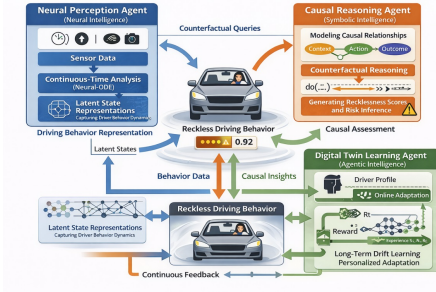 Neural Perception Agent
(Neural Intelligence)
Sensor Data
Continuous-Time Analysis
(Neural-ODE)
Latent State
Representations
Capturing Driver Behavior Dynamics
Counterfactual Queries
Causal Reasoning Agent
(Symbolic Intelligence)
Modeling Causal Relationships
Context
Action
Outcome
Counterfactual Reasoning
Generating Recklessness Scores
and Risk Inference
Driving Behavior Representation
Reckless Driving Behavior
0.92
Causal Assessment
Latent States
Behavior Data
Causal Insights
Digital Twin Learning Agent
(Agentic Intelligence)
Driver Profile
Online Adaptation
Rt
Reward
Long-Term Drift Learning
Personalized Adaptation
Latent State Representations
Capturing Driver Behavior Dynamics
Reckless Driving Behavior
Continuous Feedback